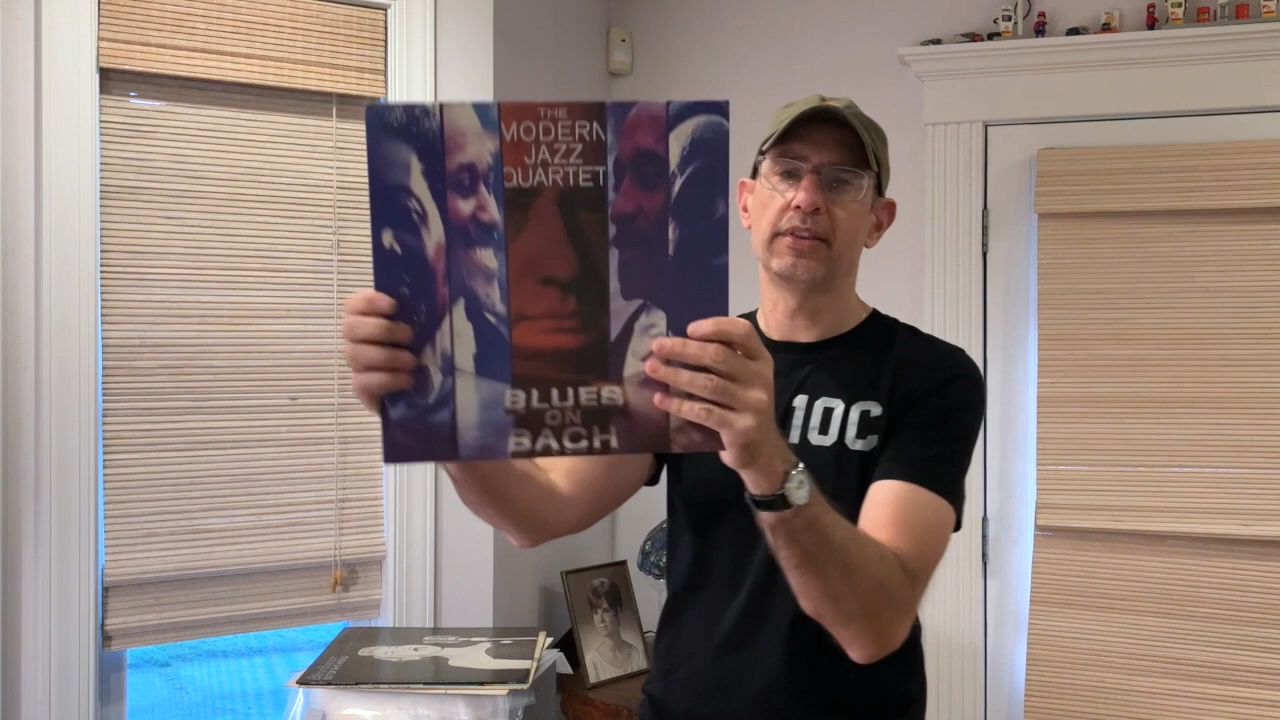 THE
MODERN
JAZZ
QUARTET
BLUES
ON
BACH
10C